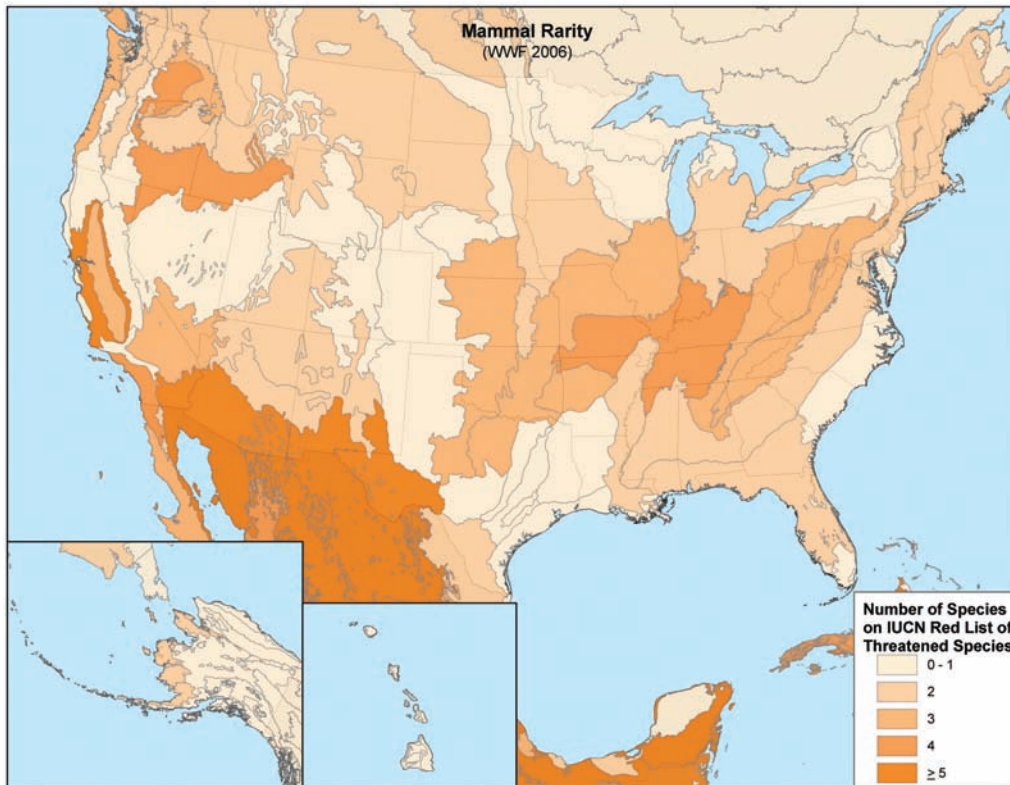 Mammal Rarity
(WWF 2006)
Number of Species
on IUCN Red List of
Threatened Species
0 - 1
2
3
4
≥ 5